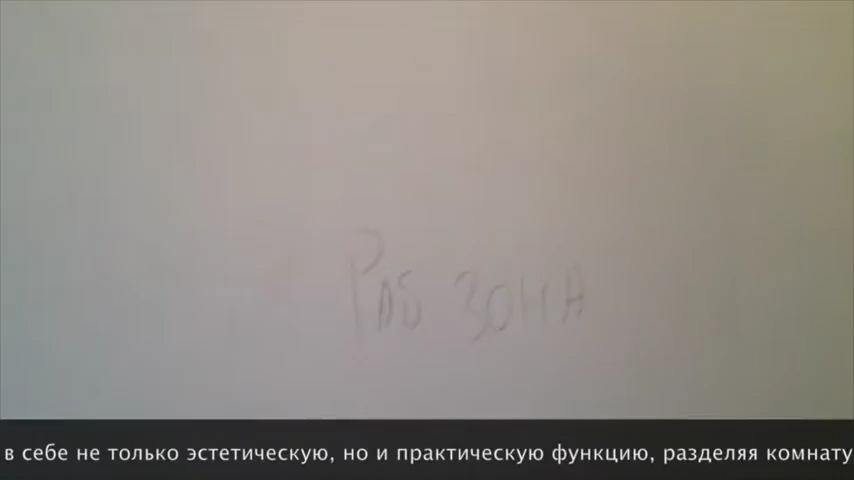 Раб зона
в себе не только эстетическую, но и практическую функцию, разделяя комнату